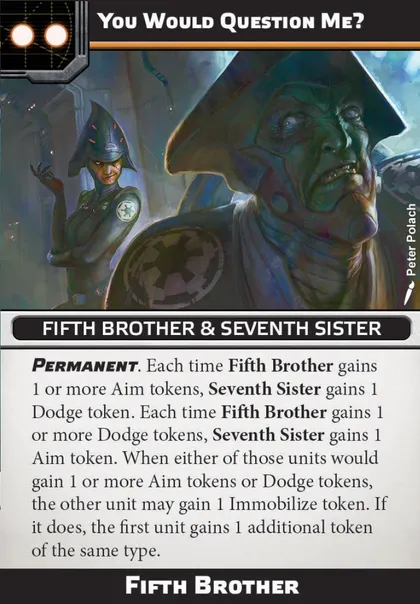 You Would Question Me?
Peter Polach
FIFTH BROTHER & SEVENTH SISTER
PERMANENT. Each time Fifth Brother gains
1 or more Aim tokens, Seventh Sister gains 1
Dodge token. Each time Fifth Brother gains 1
or more Dodge tokens, Seventh Sister gains 1
Aim token. When either of those units would
gain 1 or more Aim tokens or Dodge tokens,
the other unit may gain 1 Immobilize token. If
it does, the first unit gains 1 additional token
of the same type.
Fifth Brother